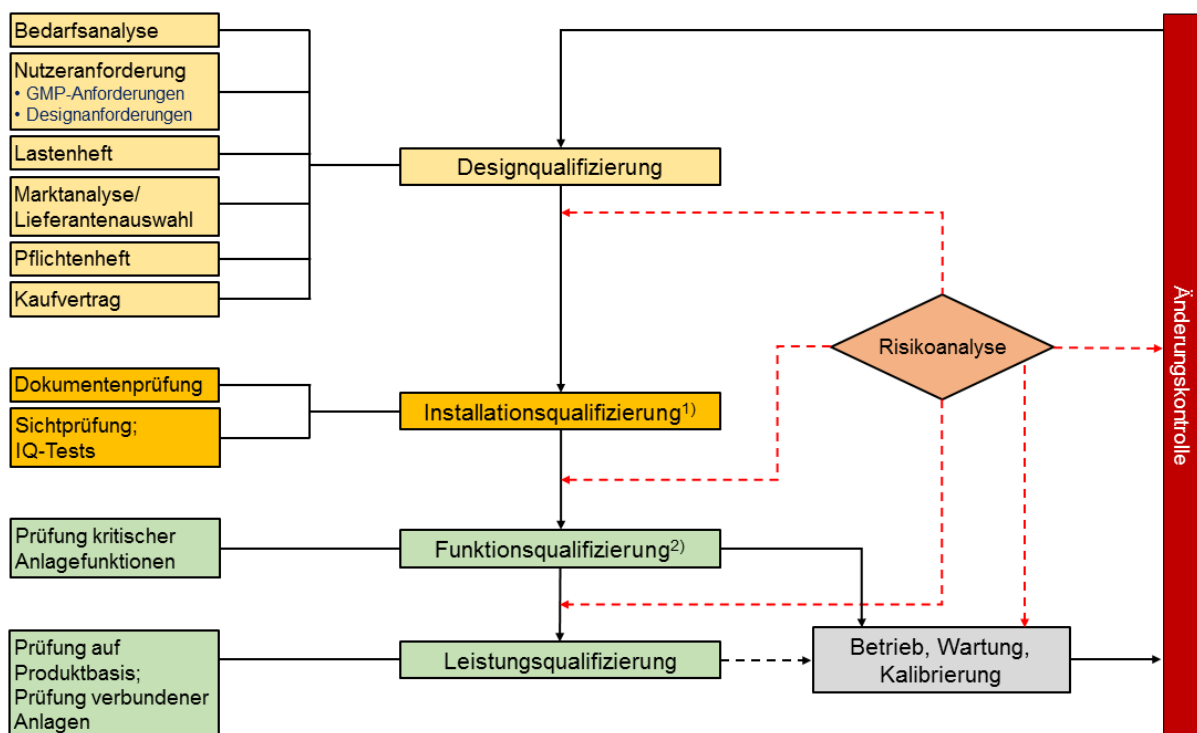 Bedarfsanalyse
Nutzeranforderung
• GMP-Anforderungen
• Designanforderungen
Lastenheft
Marktanalyse/
Lieferantenauswahl
Pflichtenheft
Kaufvertrag
Designqualifizierung
Risikoanalyse
Änderungskontrolle
Dokumentenprüfung
Sichtprüfung;
IQ-Tests
Installationsqualifizierung1)
Prüfung kritischer
Anlagefunktionen
Funktionsqualifizierung2)
Prüfung auf
Produktbasis;
Prüfung verbundener
Anlagen
Leistungsqualifizierung
Betrieb, Wartung,
Kalibrierung